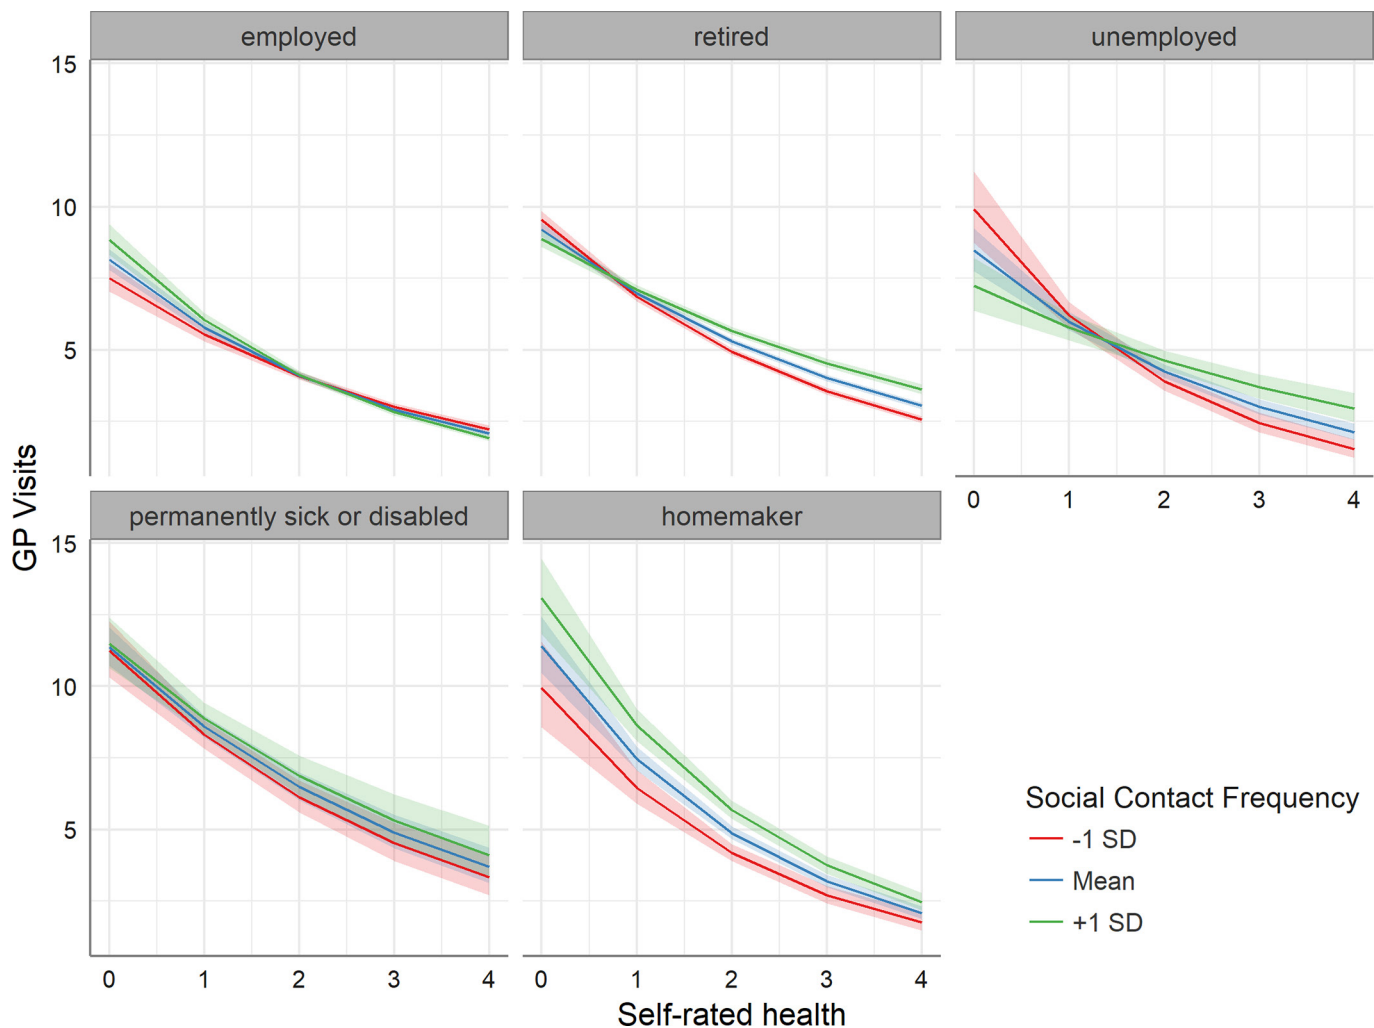 employed
retired
unemployed
15
10
5
0 1 2 3 4
GP Visits
permanently sick or disabled
homemaker
15
10
5
0 1 2 3 4
0 1 2 3 4
Self-rated health
Social Contact Frequency
-1 SD
Mean
+1 SD